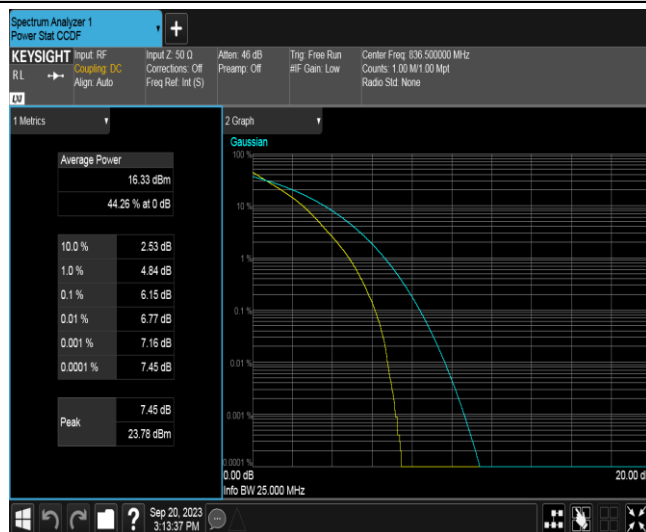 Spectrum Analyzer 1
Power Stat CCDF
+
KEYSIGHT
RL
Input: RF
Coupling: DC
Align: Auto
Input Z: 50 Ω
Corrections: Off
Freq Ref: Int (S)
Atten: 46 dB
Preamp: Off
Trig: Free Run
#IF Gain: Low
Center Freq: 836.500000 MHz
Counts: 1.00 M/1.00 Mpt
Radio Std: None
LXI
1 Metrics
Average Power
16.33 dBm
44.26 % at 0 dB
10.0 % 2.53 dB
1.0 % 4.84 dB
0.1 % 6.15 dB
0.01 % 6.77 dB
0.001 % 7.16 dB
0.0001 % 7.45 dB
Peak 7.45 dB
23.78 dBm
2 Graph
Gaussian
100 %
10 %
1 %
0.1 %
0.01 %
0.001 %
0.0001 %
0.00 dB
20.00 d
Info BW 25.000 MHz
?
Sep 20, 2023
3:13:37 PM